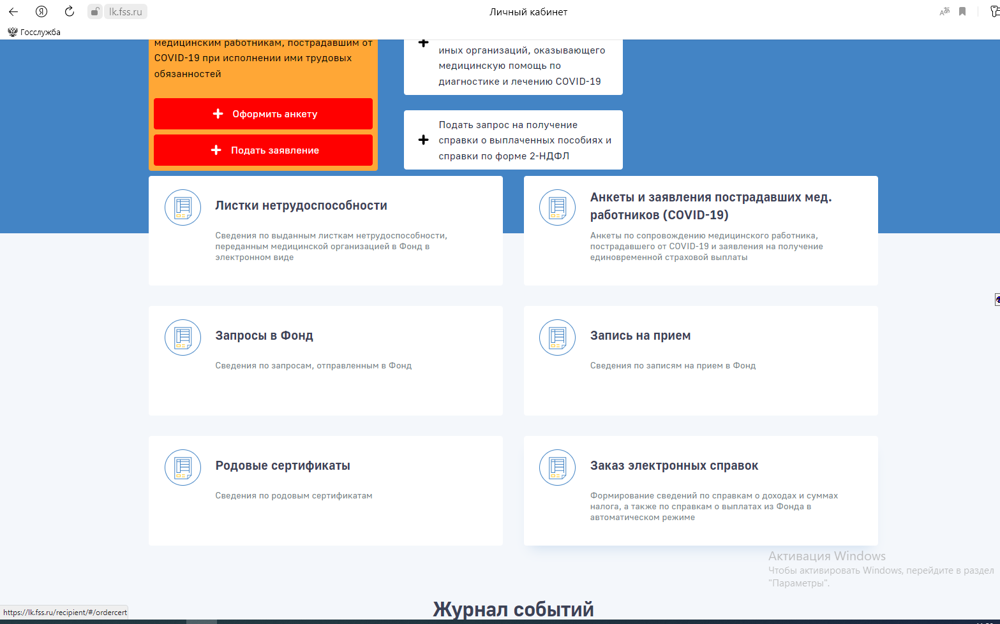 Я
lk.fss.ru
Личный кабинет
Госслужба
медицинским работникам, пострадавшим от
COVID-19 при исполнении ими трудовых
обязанностей
Оформить анкету
Подать заявление
иных организаций, оказывающего
медицинскую помощь по
диагностике и лечению COVID-19
Подать запрос на получение
справки о выплаченных пособиях и
справки по форме 2-НДФЛ
Листки нетрудоспособности
Сведения по выданным листкам нетрудоспособности,
переданным медицинской организацией в Фонд в
электронном виде
Анкеты и заявления пострадавших мед.
работников (COVID-19)
Анкеты по сопровождению медицинского работника,
пострадавшего от COVID-19 и заявления на получение
единовременной страховой выплаты
Запросы в Фонд
Сведения по запросам, отправленным в Фонд
Запись на прием
Сведения по записям на прием в Фонд
Родовые сертификаты
Сведения по родовым сертификатам
Заказ электронных справок
Формирование сведений по справкам о доходах и суммах
налога, а также по справкам о выплатах из Фонда в
автоматическом режиме
Активация Windows
Чтобы активировать Windows, перейдите в раздел
"Параметры".
Журнал событий
https://lk.fss.ru/recipient/#/ordercert